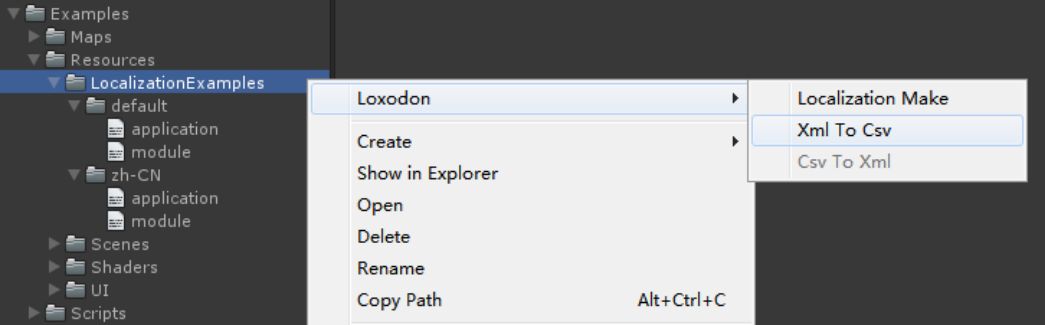 Examples
Maps
Resources
LocalizationExamples
default
application
module
zh-CN
application
module
Scenes
Shaders
UI
Scripts
Loxodon
Create
Show in Explorer
Open
Delete
Rename
Copy Path Alt+Ctrl+C
Localization Make
Xml To Csv
Csv To Xml